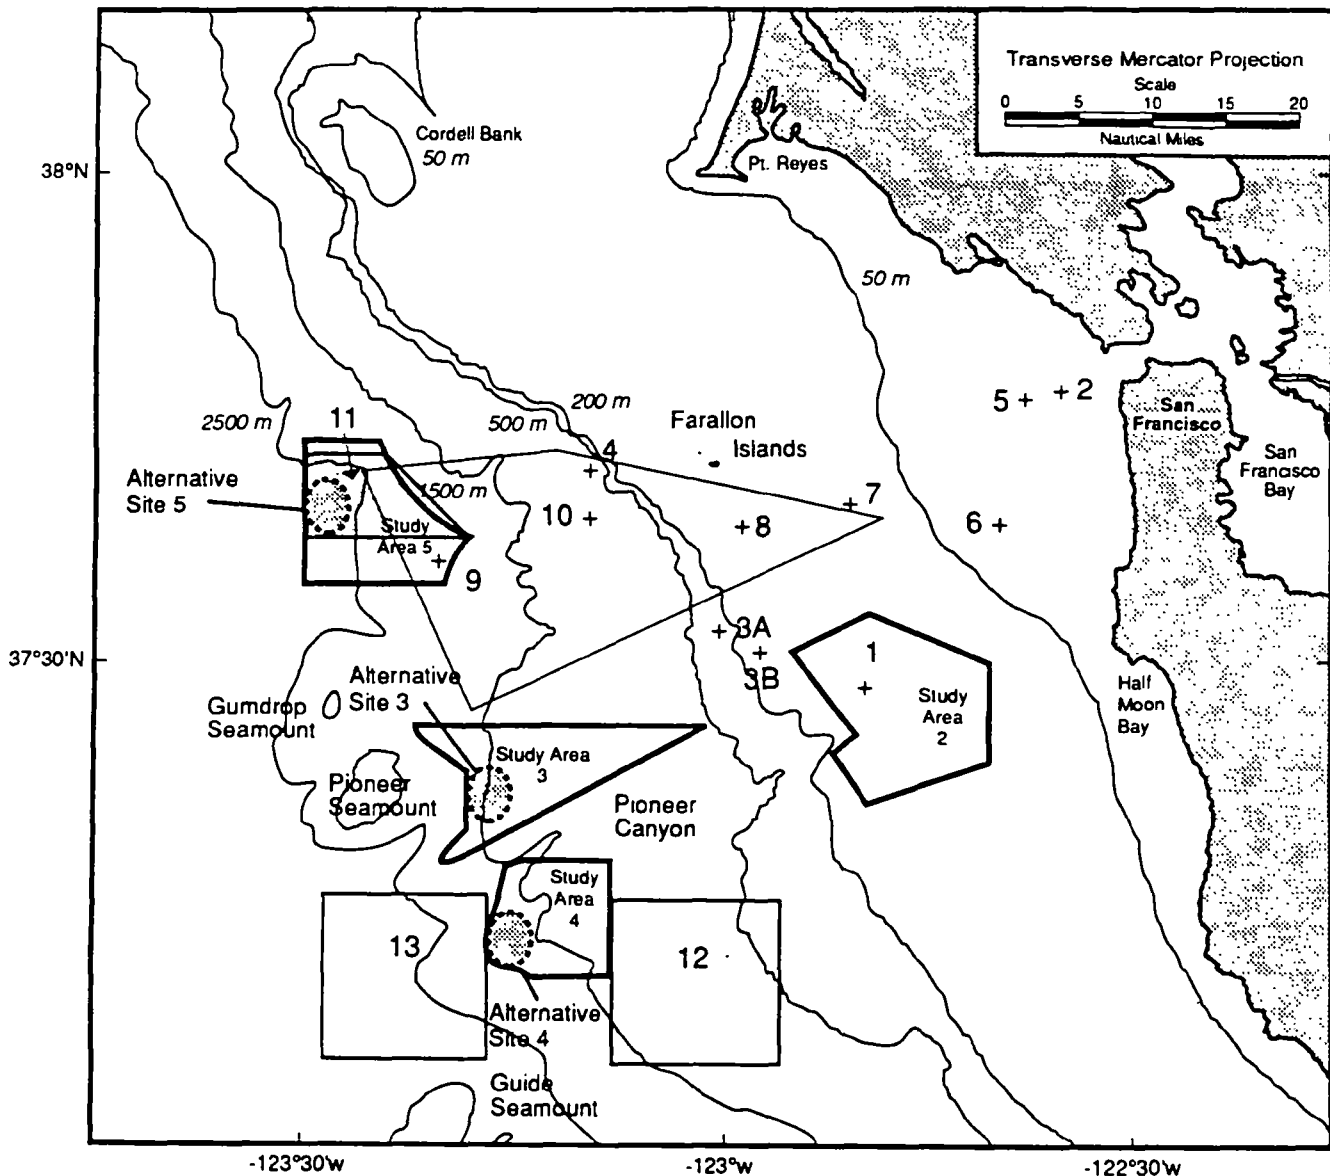 Transverse Mercator Projection
Scale
0 5 10 15 20
Nautical Miles
Cordell Bank
50 m
38°N
Pt. Reyes
50 m
5 2
San
Francisco
San
Francisco
Bay
200 m
500 m
2500 m
11
4
Farallon
Islands
Alternative
Site 5
1500 m
Study
Area 5
10
8
7
6
9
3A
3B
37°30'N
1
Study
Area
2
Half
Moon
Bay
Alternative
Site 3
Gumdrop
Seamount
Study Area
3
Pioneer
Seamount
Pioneer
Canyon
Study
Area
4
13
12
Alternative
Site 4
Guide
Seamount
-123°30'W
-123°W
-122°30'W